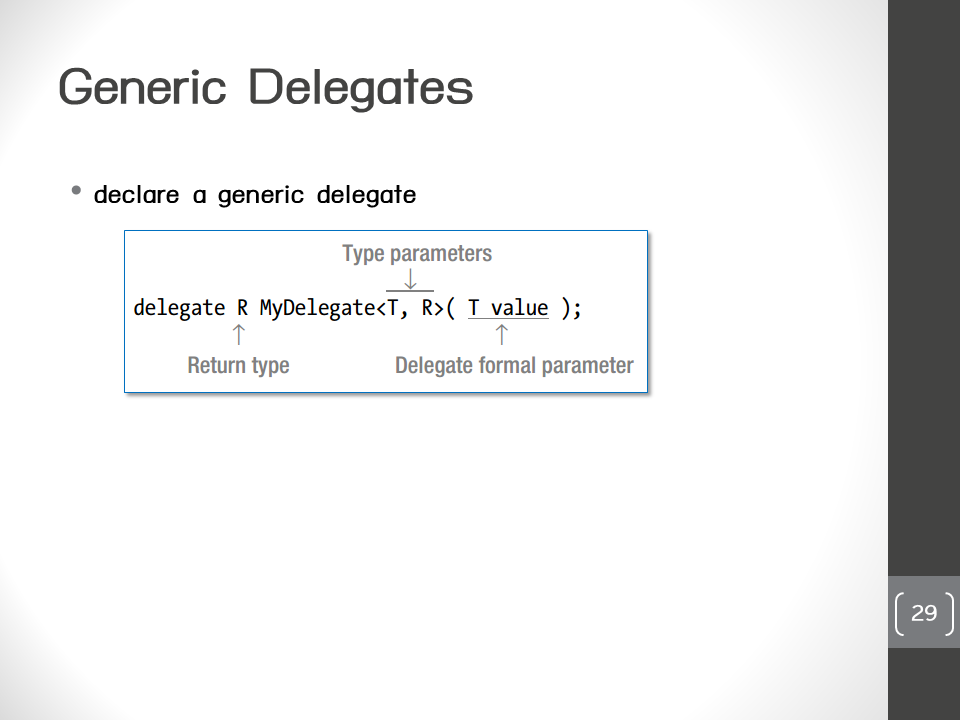 Generic Delegates
• declare a generic delegate
Type parameters
↓
delegate R MyDelegate<T, R>( T value );
↑ ↑
Return type Delegate formal parameter
29